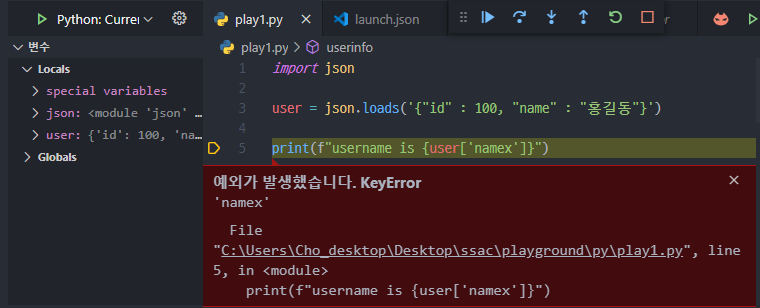 Python: Currer
play1.py
launch.json
변수
Locals
special variables
json: <module 'json' ...
user: {'id': 100, 'na...
Globals
play1.py > userinfo
1 import json
2
3 user = json.loads('{"id" : 100, "name" : "홍길동"}')
4
5 print(f"username is {user['namex']}")
예외가 발생했습니다. KeyError
'namex'
File
"C:\Users\Cho_desktop\Desktop\ssac\playground\py\play1.py", line
5, in <module>
print(f"username is {user['namex']}")